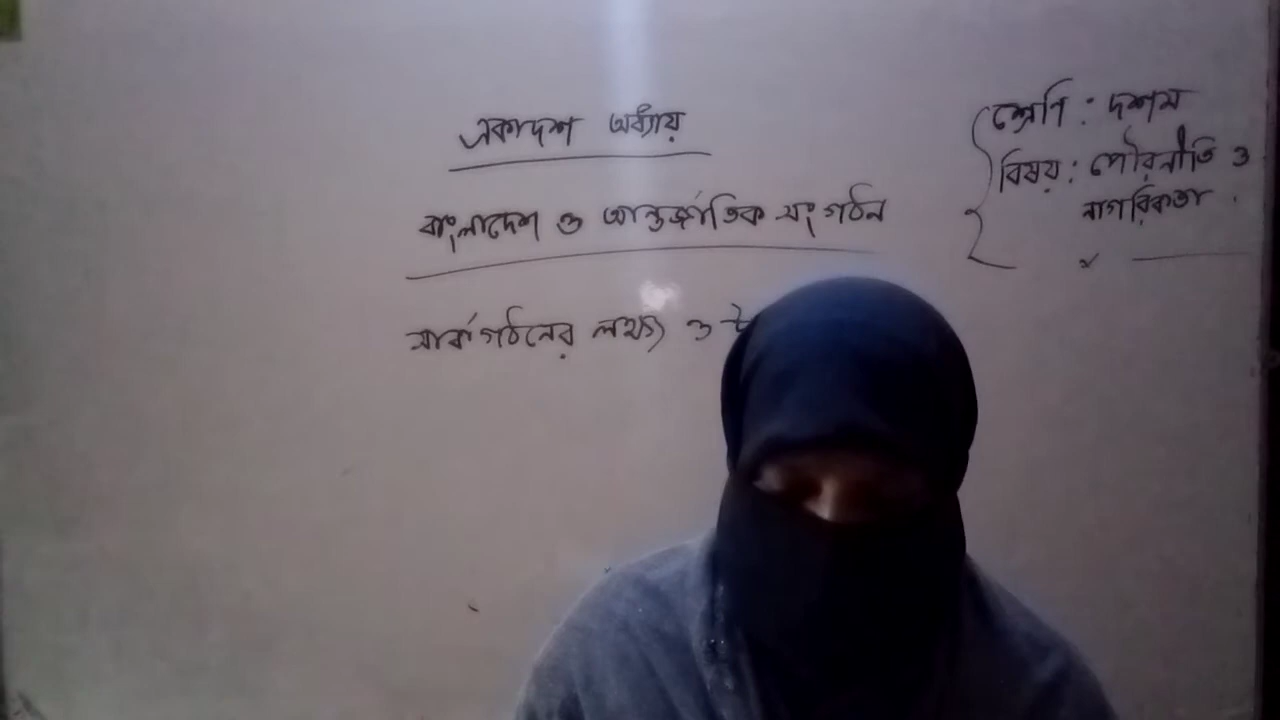 একাদশ অধ্যায়
বাংলাদেশ ও আন্তর্জাতিক সংগঠন
সার্ক গঠনের লক্ষ্য ও
শ্রেণি : দশম
বিষয় : পৌরনীতি ও
নাগরিকতা